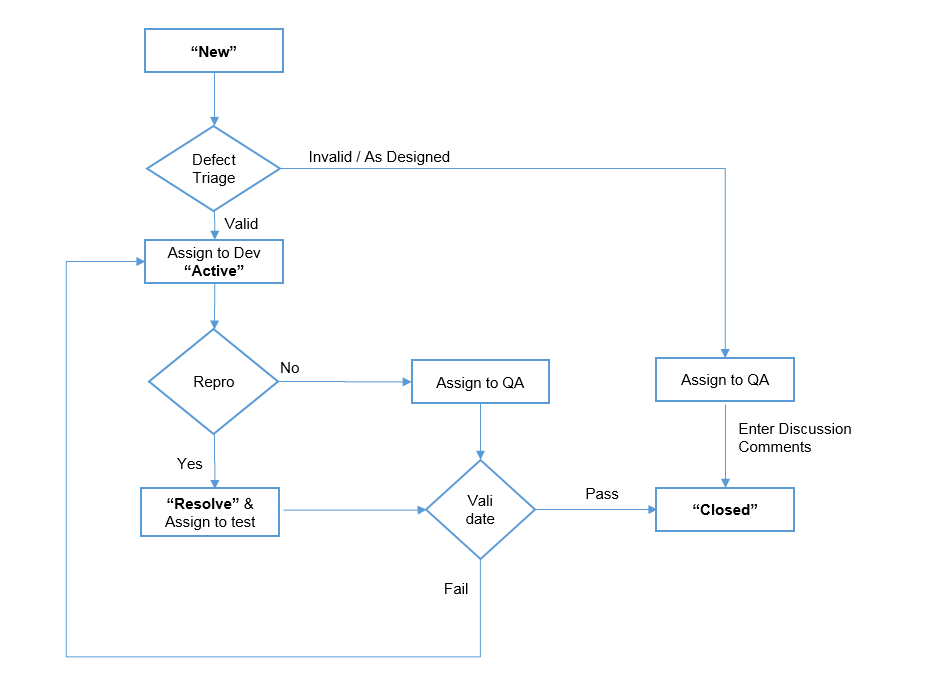 “New”
Defect
Triage
Invalid / As Designed
Valid
Assign to Dev
“Active”
Repro
No
Assign to QA
Assign to QA
Enter Discussion
Comments
Yes
“Resolve” &
Assign to test
Vali
date
Pass
“Closed”
Fail